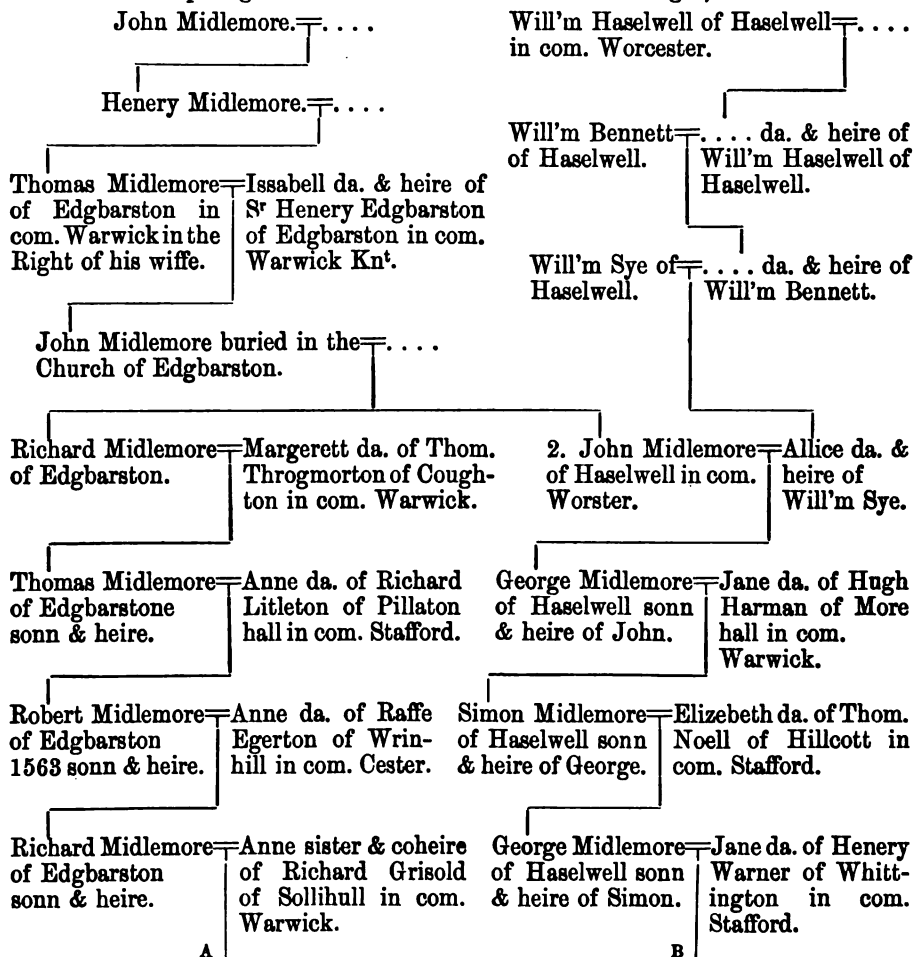 John Midlemore.=. . . .
Will'm Haselwell of Haselwell=. . . .
in com. Worcester.
Henery Midlemore.=. . . .
Will'm Bennett=. . . . da. & heire of
of Haselwell. Will'm Haselwell of
Haselwell.
Thomas Midlemore=Issabell da. & heire of
of Edgbarston in Sr Henery Edgbarston
com. Warwick in the of Edgbarston in com.
Right of his wiffe. Warwick Knt.
Will'm Sye of=. . . . da. & heire of
Haselwell. Will'm Bennett.
John Midlemore buried in the=. . . .
Church of Edgbarston.
Richard Midlemore=Margerett da. of Thom.
of Edgbarston. Throgmorton of Cough-
ton in com. Warwick.
2. John Midlemore=Allice da. &
of Haselwell in com. heire of
Worster. Will'm Sye.
Thomas Midlemore=Anne da. of Richard
of Edgbarstone Litleton of Pillaton
sonn & heire. hall in com. Stafford.
George Midlemore=Jane da. of Hugh
of Haselwell sonn Harman of More
& heire of John. hall in com.
Warwick.
Robert Midlemore=Anne da. of Raffe
of Edgbarston Egerton of Wrin-
1563 sonn & heire. hill in com. Cester.
Simon Midlemore=Elizebeth da. of Thom.
of Haselwell sonn Noell of Hillcott in
& heire of George. com. Stafford.
Richard Midlemore=Anne sister & coheire
of Edgbarston of Richard Grisold
sonn & heire. of Sollihull in com.
Warwick.
A
George Midlemore=Jane da. of Henery
of Haselwell sonn Warner of Whitt-
& heire of Simon. ington in com.
Stafford.
B